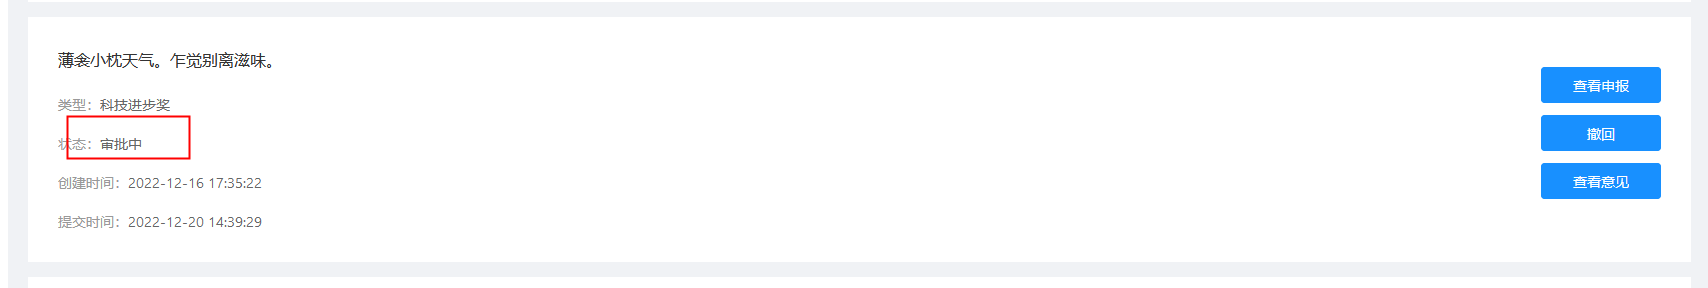 薄衾小枕天气。乍觉别离滋味。
类型：科技进步奖
状态：审批中
创建时间：2022-12-16 17:35:22
提交时间：2022-12-20 14:39:29
查看申报
撤回
查看意见